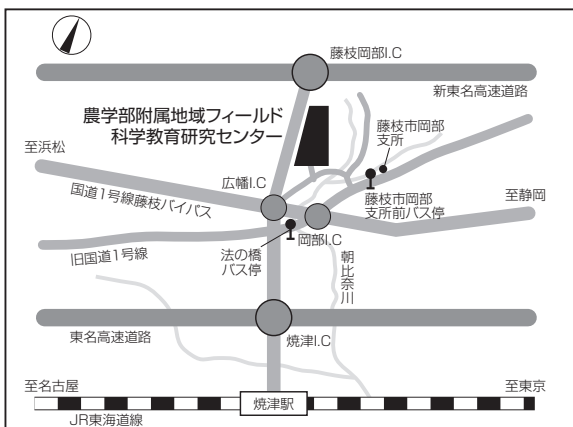 藤枝岡部I.C
新東名高速道路
農学部附属地域フィールド
科学教育研究センター
藤枝市岡部
支所
至浜松
国道1号線藤枝バイパス
広幡I.C
藤枝市岡部
支所前バス停
至静岡
旧国道1号線
法の橋
バス停
岡部I.C
朝比奈川
東名高速道路
焼津I.C
至名古屋
至東京
焼津駅
JR東海道線